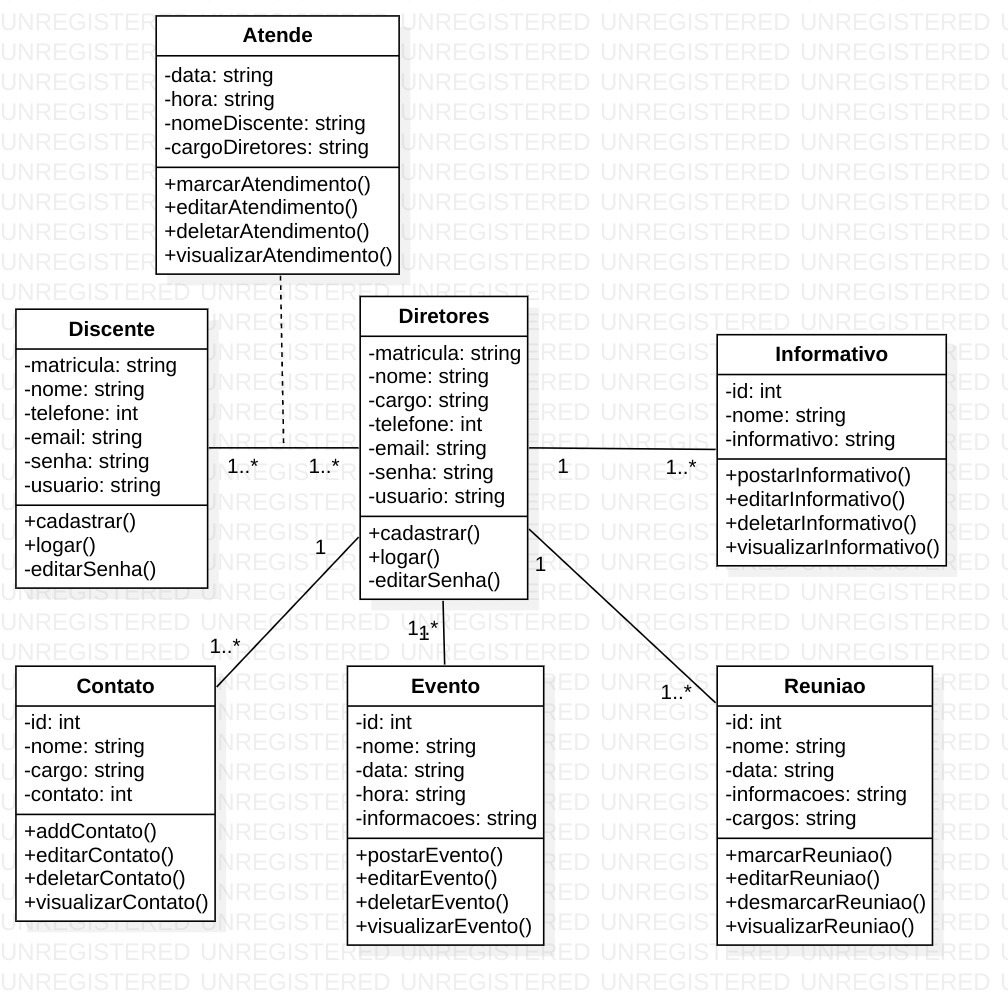 Atende
-data: string
-hora: string
-nomeDiscente: string
-cargoDiretores: string
+marcarAtendimento()
+editarAtendimento()
+deletarAtendimento()
+visualizarAtendimento()
Discente
-matricula: string
-nome: string
-telefone: int
-email: string
-senha: string
-usuario: string
+cadastrar()
+logar()
-editarSenha()
1..*
1..*
Diretores
-matricula: string
-nome: string
-cargo: string
-telefone: int
-email: string
-senha: string
-usuario: string
+cadastrar()
+logar()
-editarSenha()
1
1..*
Informativo
-id: int
-nome: string
-informativo: string
+postarInformativo()
+editarInformativo()
+deletarInformativo()
+visualizarInformativo()
1
1..*
1..*
1
1
1..*
Contato
-id: int
-nome: string
-cargo: string
-contato: int
+addContato()
+editarContato()
+deletarContato()
+visualizarContato()
Evento
-id: int
-nome: string
-data: string
-hora: string
-informacoes: string
+postarEvento()
+editarEvento()
+deletarEvento()
+visualizarEvento()
Reuniao
-id: int
-nome: string
-data: string
-informacoes: string
-cargos: string
+marcarReuniao()
+editarReuniao()
+desmarcarReuniao()
+visualizarReuniao()
UNREGISTERED